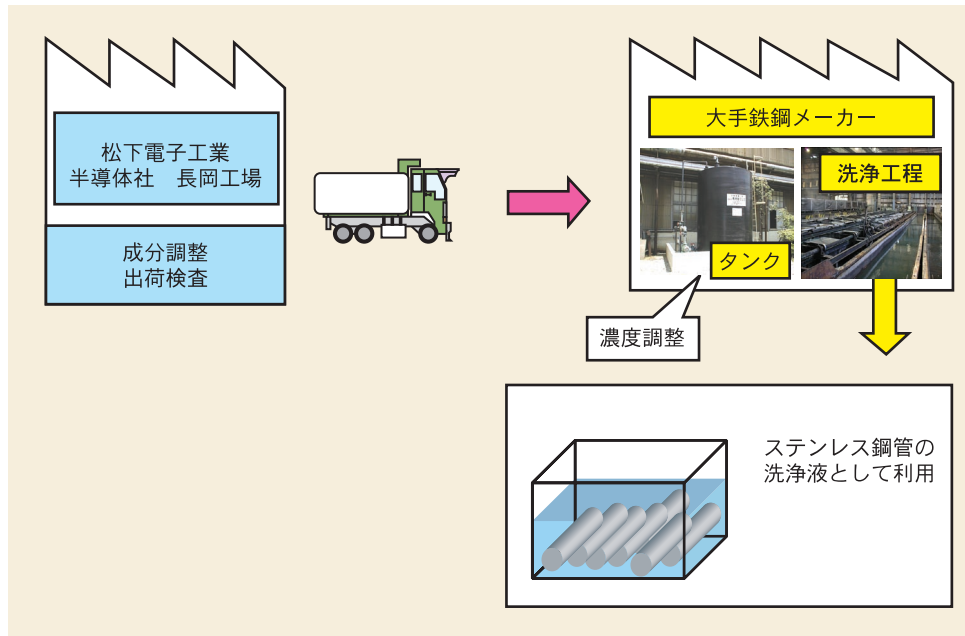 松下電子工業
半導体社　長岡工場
成分調整
出荷検査
大手鉄鋼メーカー
洗浄工程
タンク
濃度調整
ステンレス鋼管の
洗浄液として利用